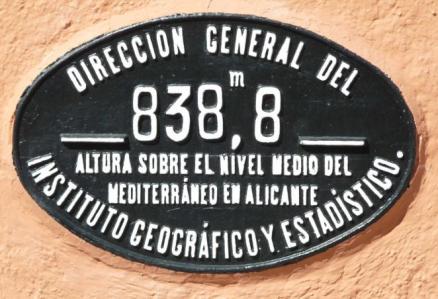 DIRECCION GENERAL DEL
838,8 m
ALTURA SOBRE EL NIVEL MEDIO DEL
MEDITERRÁNEO EN ALICANTE
INSTITUTO GEOGRÁFICO Y ESTADÍSTICO.